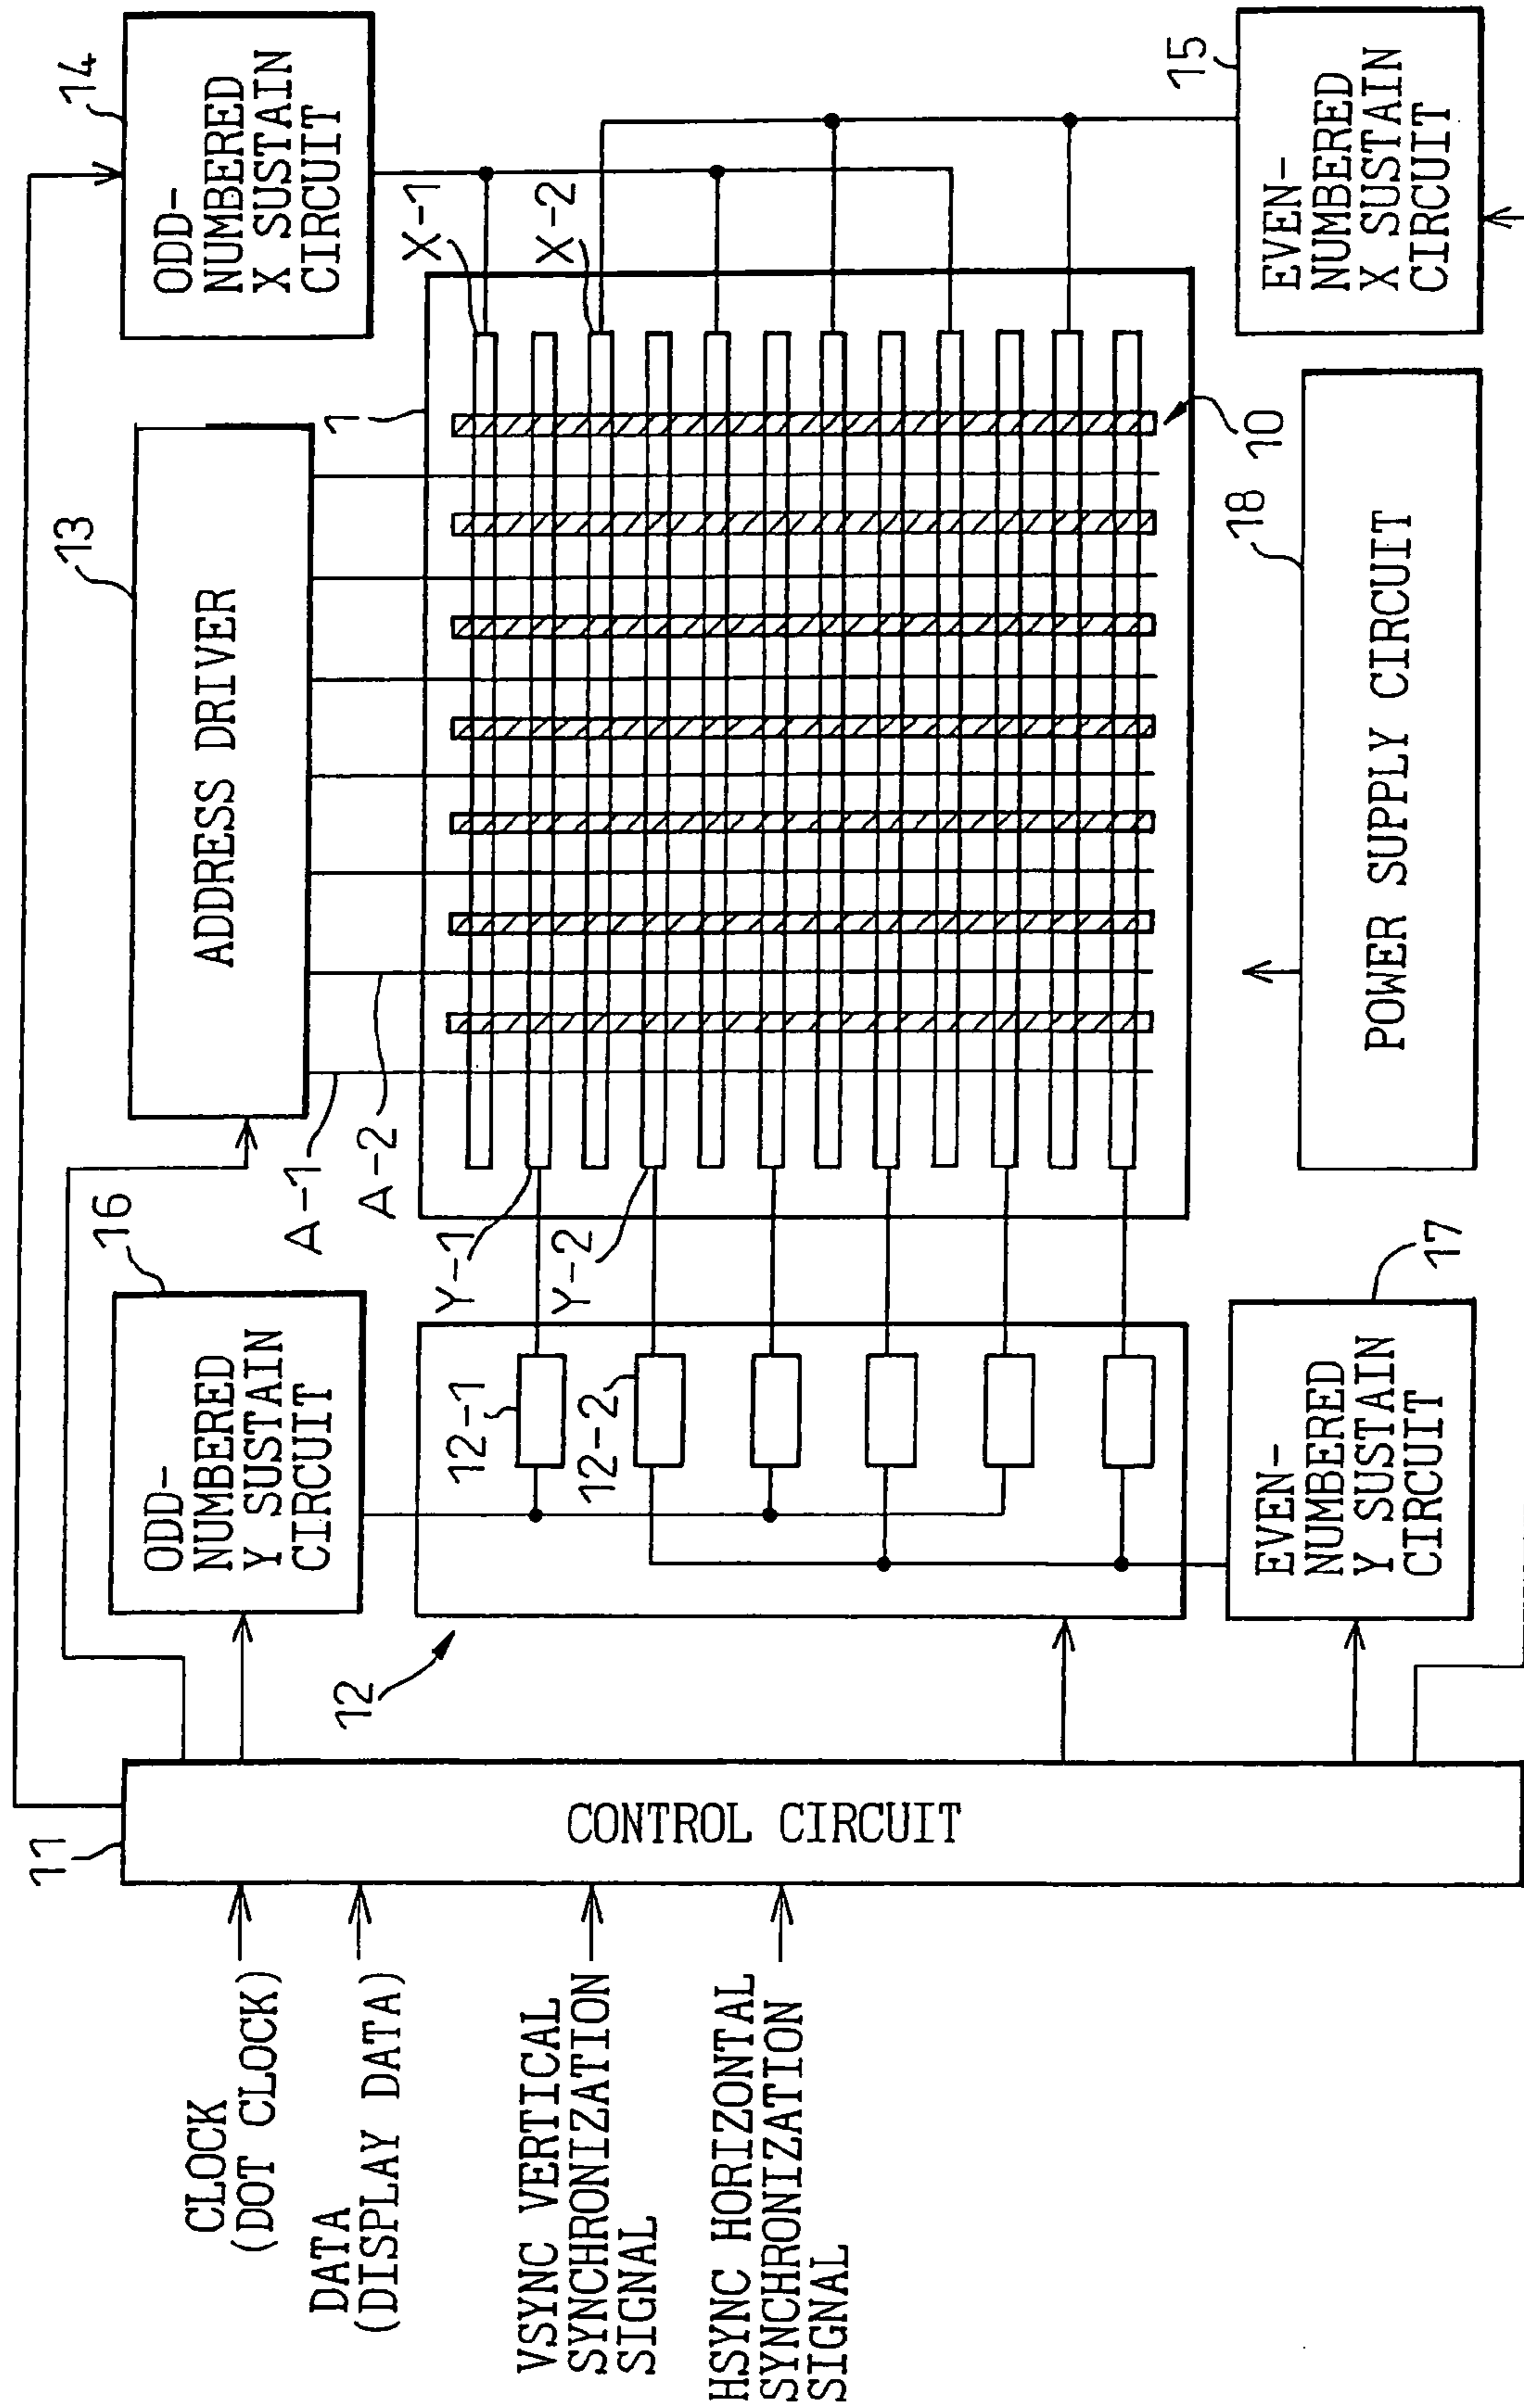 14
ODD-
NUMBERED
X SUSTAIN
CIRCUIT
15
EVEN-
NUMBERED
X SUSTAIN
CIRCUIT
X-1
X-2
13
ADDRESS DRIVER
1
10
18
POWER SUPPLY CIRCUIT
A-1
A-2
Y-1
Y-2
16
ODD-
NUMBERED
Y SUSTAIN
CIRCUIT
12-1
12-2
12
17
EVEN-
NUMBERED
Y SUSTAIN
CIRCUIT
11
CONTROL CIRCUIT
CLOCK
(DOT CLOCK)
DATA
(DISPLAY DATA)
VSYNC VERTICAL
SYNCHRONIZATION
SIGNAL
HSYNC HORIZONTAL
SYNCHRONIZATION
SIGNAL